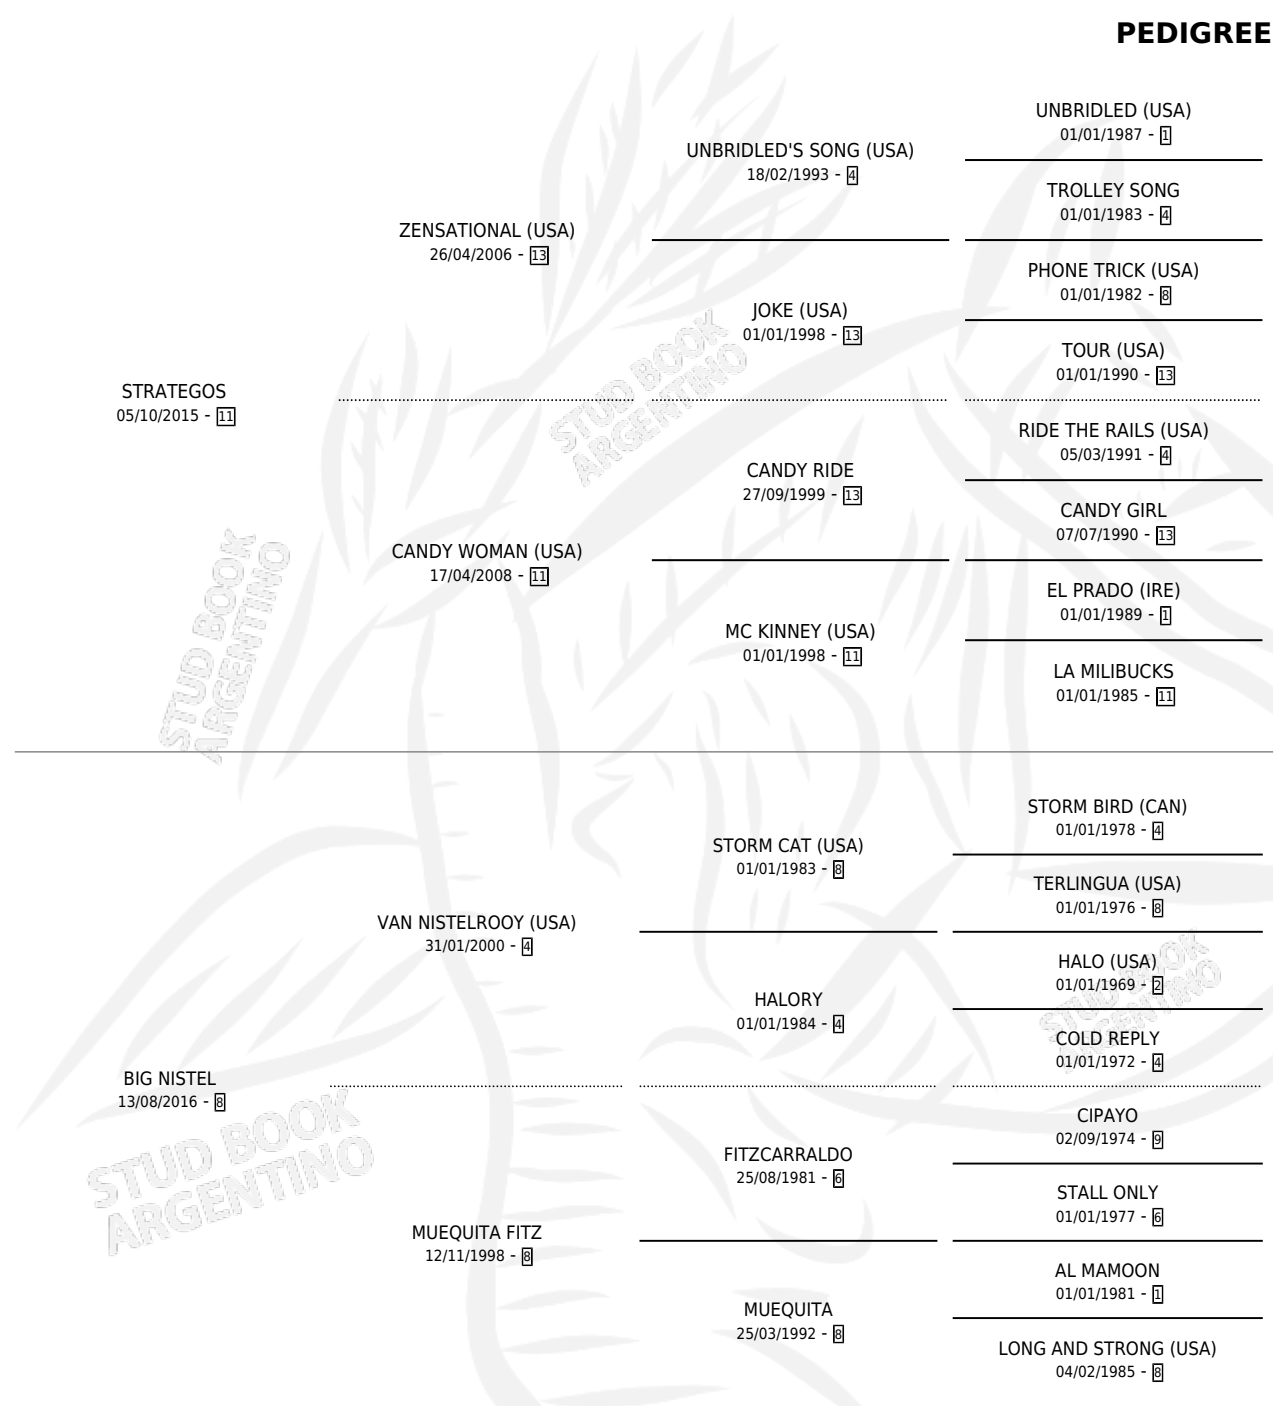 PEDIGREE
UNBRIDLED (USA)
01/01/1987 - 1
UNBRIDLED'S SONG (USA)
18/02/1993 - 4
TROLLEY SONG
01/01/1983 - 4
ZENSATIONAL (USA)
26/04/2006 - 13
PHONE TRICK (USA)
01/01/1982 - 8
JOKE (USA)
01/01/1998 - 13
TOUR (USA)
01/01/1990 - 13
STRATEGOS
05/10/2015 - 11
RIDE THE RAILS (USA)
05/03/1991 - 4
CANDY RIDE
27/09/1999 - 13
CANDY GIRL
07/07/1990 - 13
CANDY WOMAN (USA)
17/04/2008 - 11
EL PRADO (IRE)
01/01/1989 - 1
MC KINNEY (USA)
01/01/1998 - 11
LA MILIBUCKS
01/01/1985 - 11
STORM BIRD (CAN)
01/01/1978 - 4
STORM CAT (USA)
01/01/1983 - 8
TERLINGUA (USA)
01/01/1976 - 8
VAN NISTELROOY (USA)
31/01/2000 - 4
HALO (USA)
01/01/1969 - 2
HALORY
01/01/1984 - 4
COLD REPLY
01/01/1972 - 4
BIG NISTEL
13/08/2016 - 8
CIPAYO
02/09/1974 - 9
FITZCARRALDO
25/08/1981 - 6
STALL ONLY
01/01/1977 - 6
MUEQUITA FITZ
12/11/1998 - 8
AL MAMOON
01/01/1981 - 1
MUEQUITA
25/03/1992 - 8
LONG AND STRONG (USA)
04/02/1985 - 8
STUD BOOK
ARGENTINO
STUD BOOK
ARGENTINO
STUD BOOK
ARGENTINO
STUD BOOK
ARGENTINO